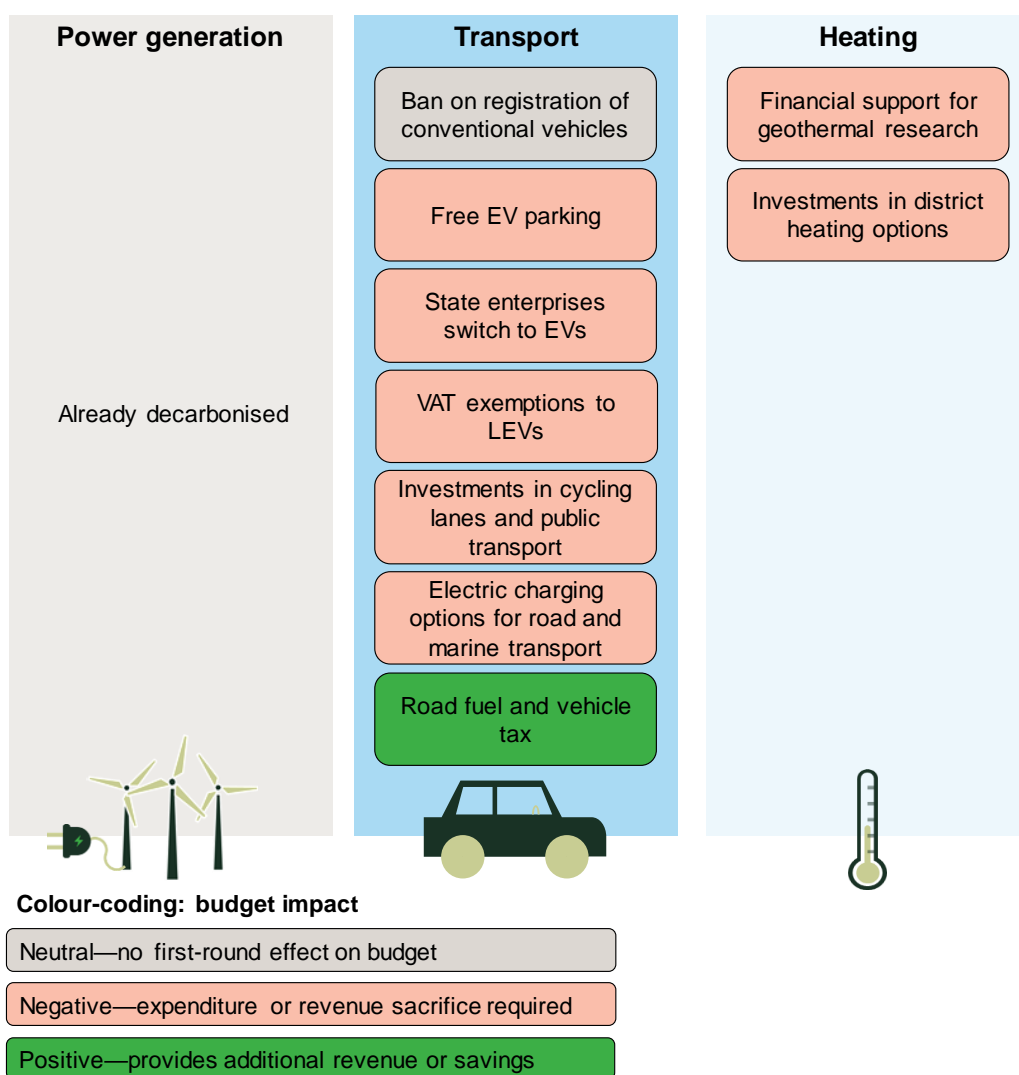 Power generation
Already decarbonised
Transport
Ban on registration of
conventional vehicles
Free EV parking
State enterprises
switch to EVs
VAT exemptions to
LEVs
Investments in cycling
lanes and public
transport
Electric charging
options for road and
marine transport
Road fuel and vehicle
tax
Heating
Financial support for
geothermal research
Investments in district
heating options
Colour-coding: budget impact
Neutral—no first-round effect on budget
Negative—expenditure or revenue sacrifice required
Positive—provides additional revenue or savings